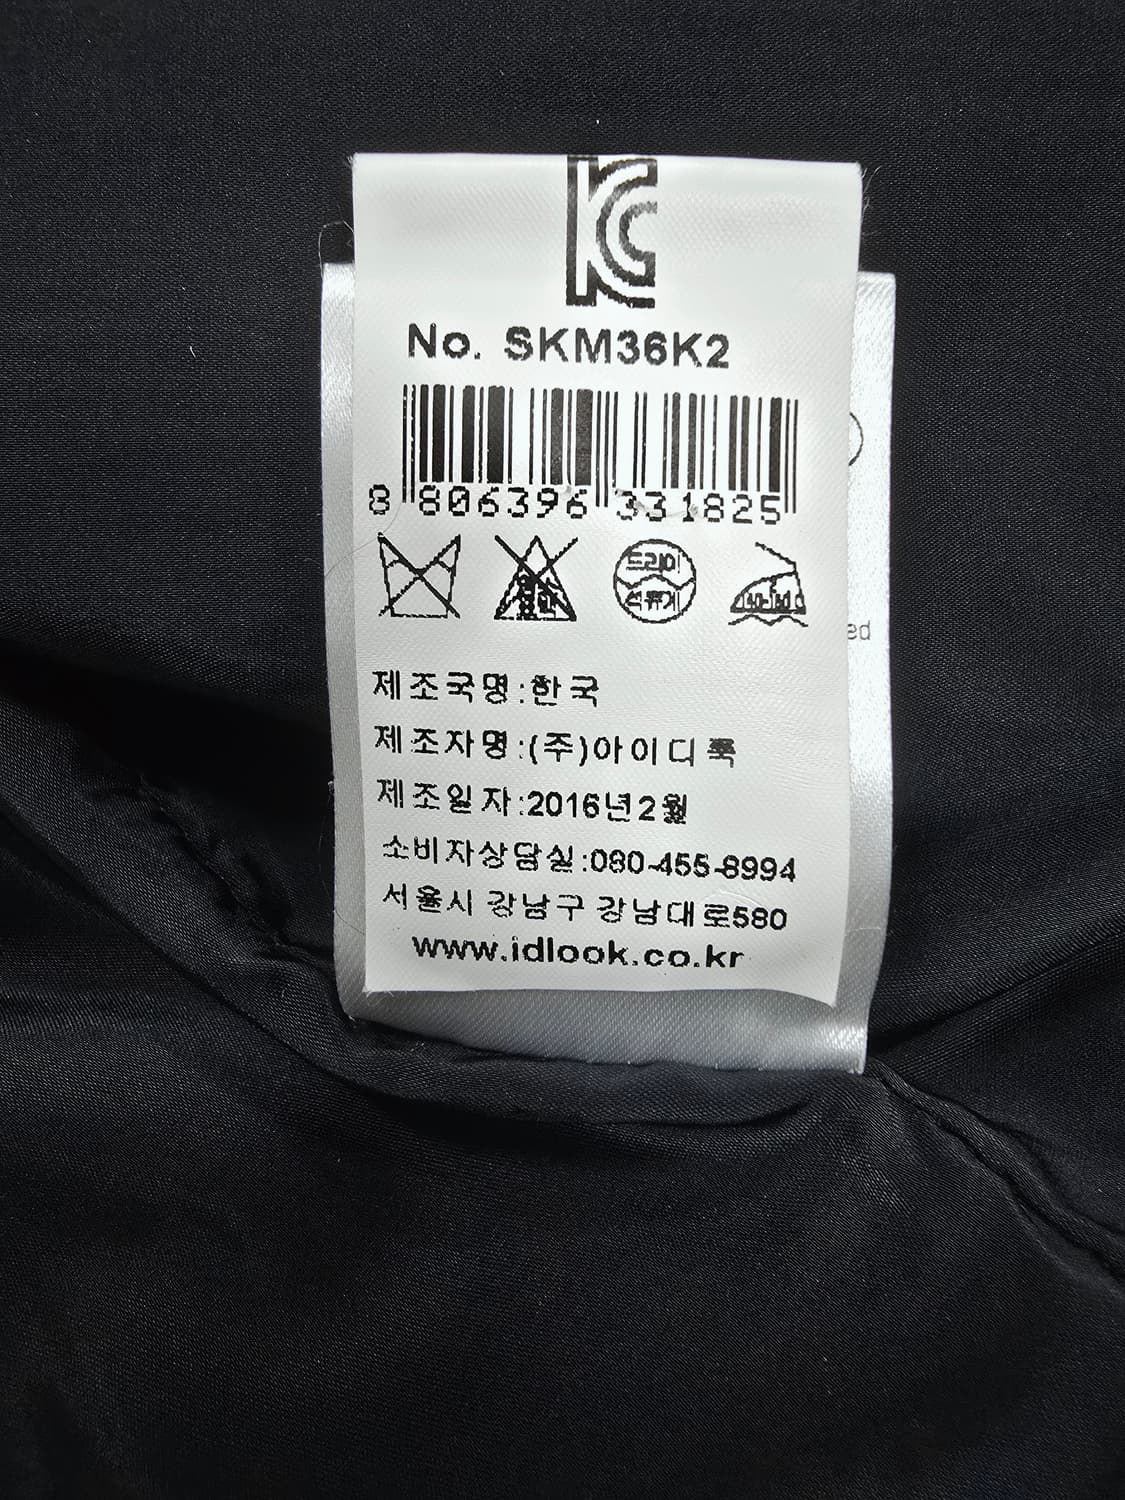 KC
No. SKM36K2
8 806396 331825
드라이
석유계
제조국명:한국
제조자명:(주)아이디룩
제조일자:2016년2월
소비자상담실:080-455-8994
서울시 강남구 강남대로580
www.idlook.co.kr